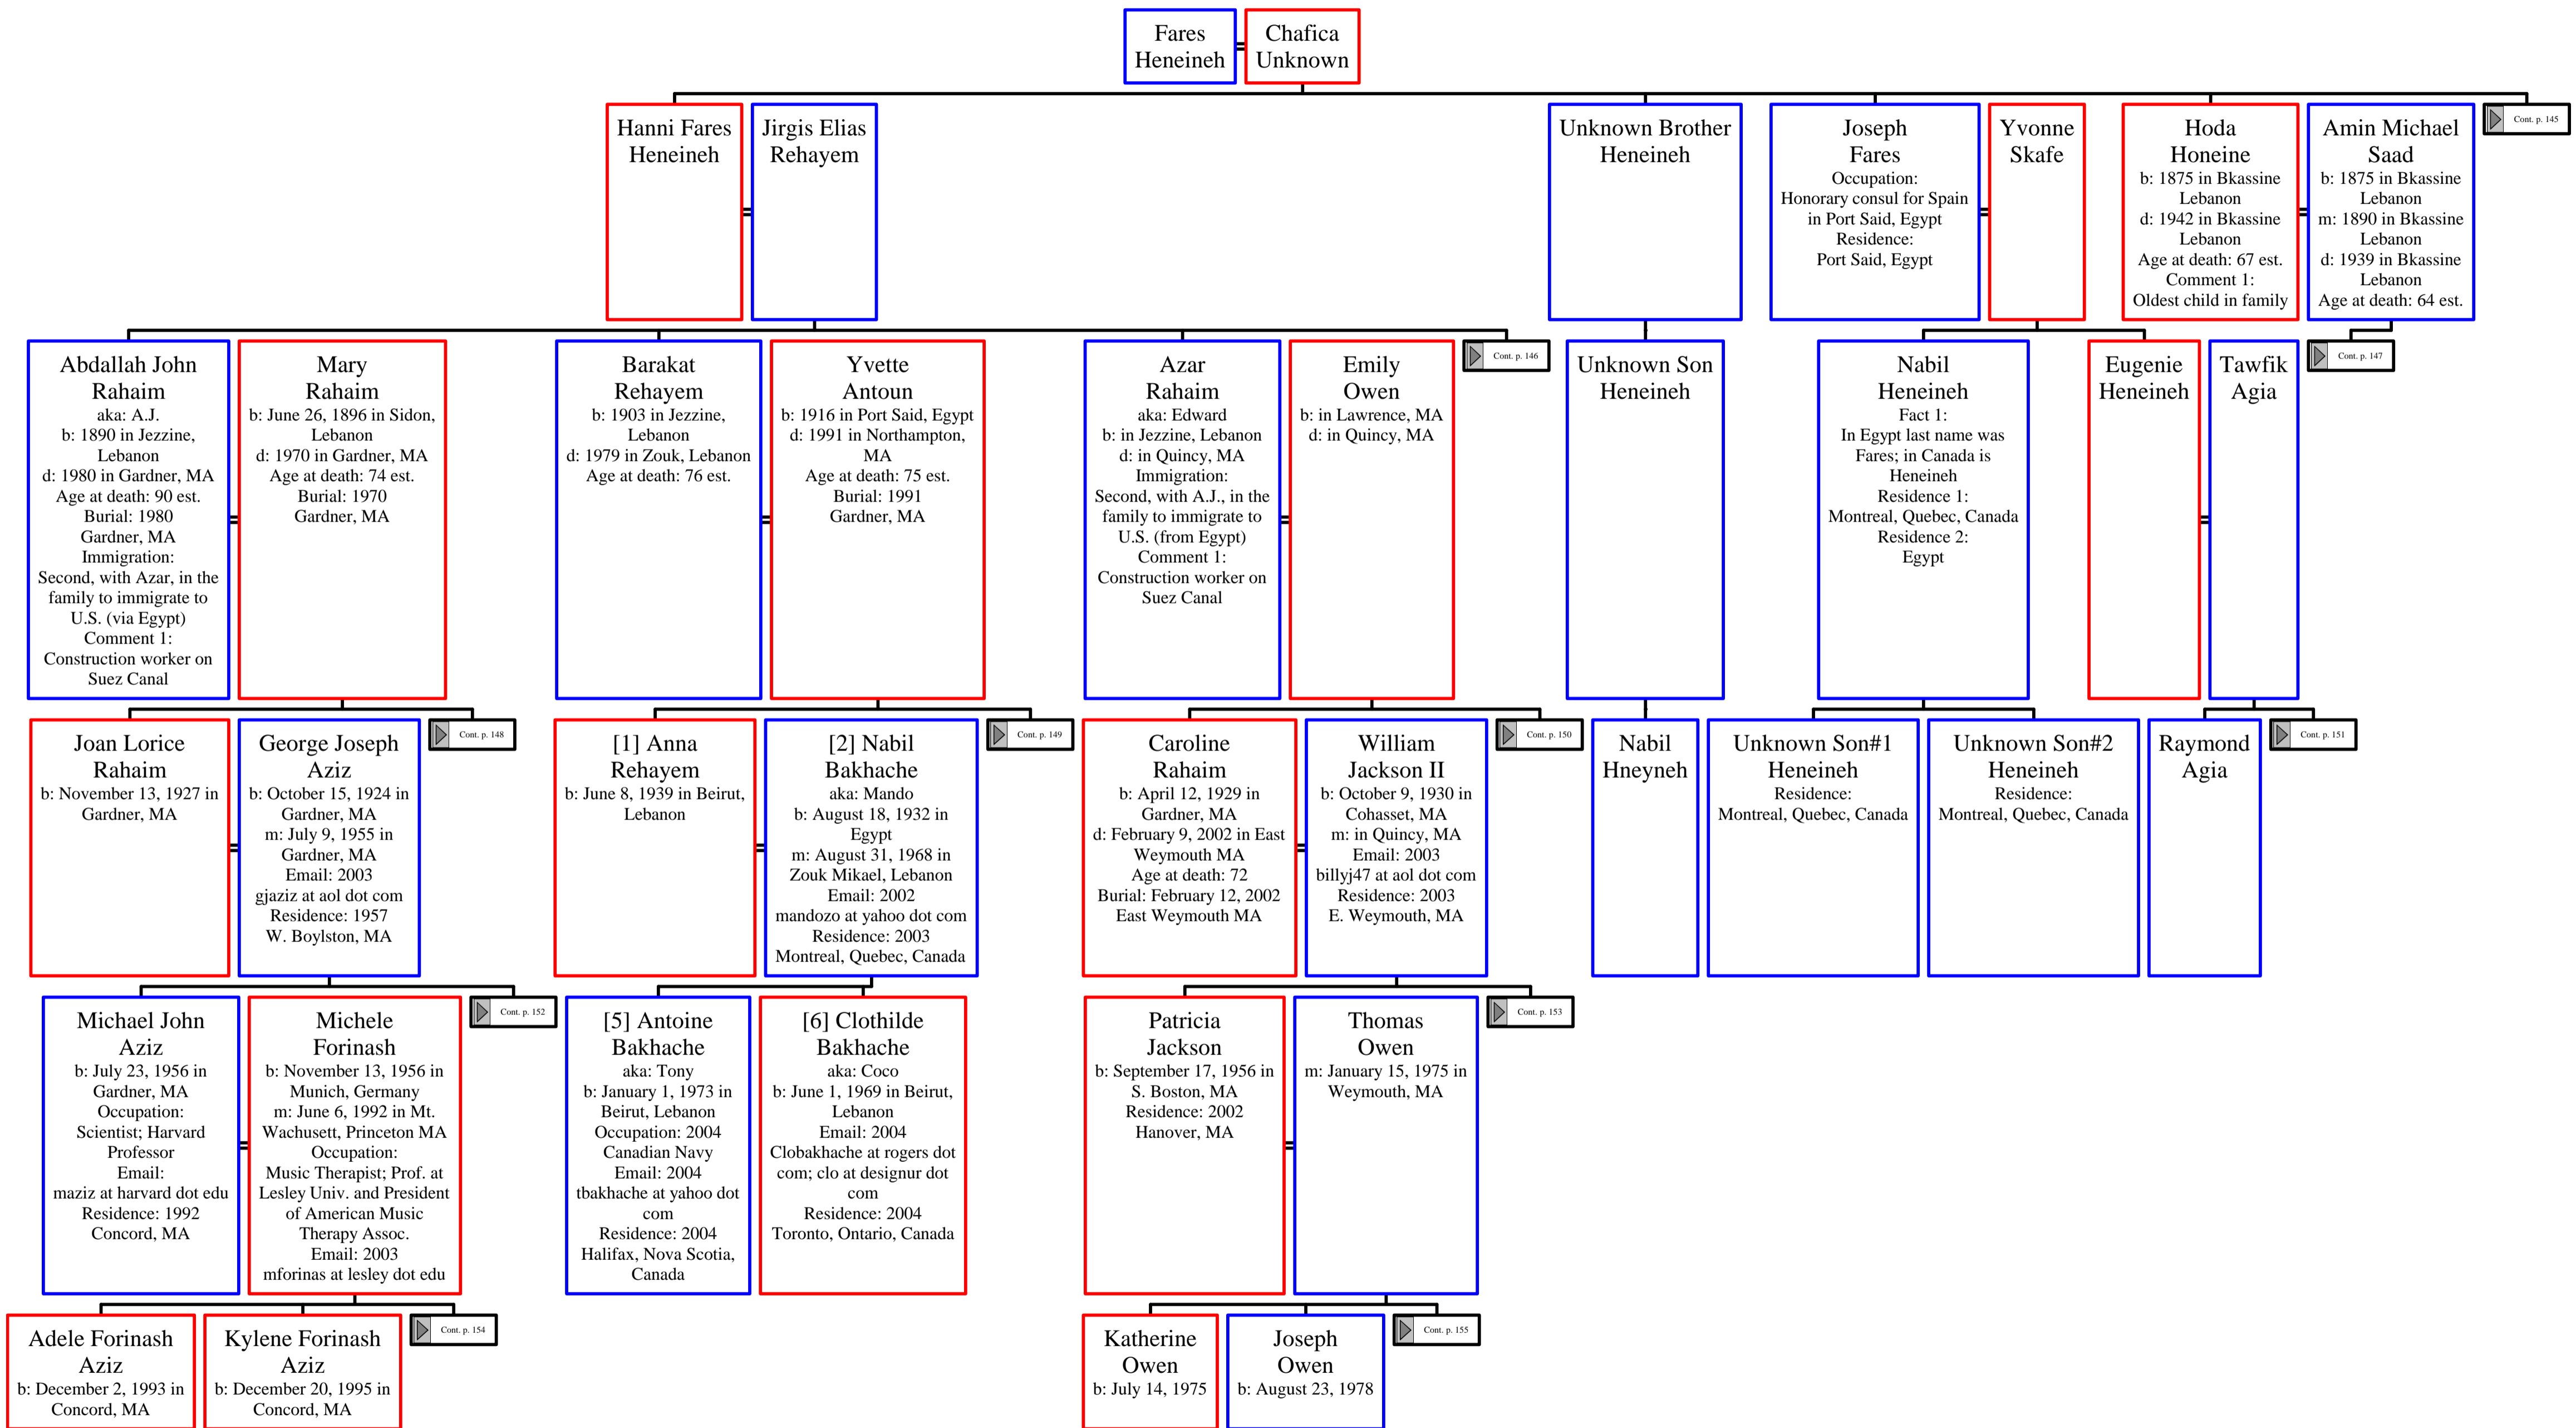 Fares
Heneineh
Chafica
Unknown
Hanni Fares
Heneineh
Jirgis Elias
Rehayem
Unknown Brother
Heneineh
Joseph
Fares
Occupation:
Honorary consul for Spain
in Port Said, Egypt
Residence:
Port Said, Egypt
Yvonne
Skafe
Hoda
Honeine
b: 1875 in Bkassine
Lebanon
d: 1942 in Bkassine
Lebanon
Age at death: 67 est.
Comment 1:
Oldest child in family
Amin Michael
Saad
b: 1875 in Bkassine
Lebanon
m: 1890 in Bkassine
Lebanon
d: 1939 in Bkassine
Lebanon
Age at death: 64 est.
Cont. p. 145
Abdallah John
Rahaim
aka: A.J.
b: 1890 in Jezzine,
Lebanon
d: 1980 in Gardner, MA
Age at death: 90 est.
Burial: 1980
Gardner, MA
Immigration:
Second, with Azar, in the
family to immigrate to
U.S. (via Egypt)
Comment 1:
Construction worker on
Suez Canal
Mary
Rahaim
b: June 26, 1896 in Sidon,
Lebanon
d: 1970 in Gardner, MA
Age at death: 74 est.
Burial: 1970
Gardner, MA
Barakat
Rehayem
b: 1903 in Jezzine,
Lebanon
d: 1979 in Zouk, Lebanon
Age at death: 76 est.
Yvette
Antoun
b: 1916 in Port Said, Egypt
d: 1991 in Northampton,
MA
Age at death: 75 est.
Burial: 1991
Gardner, MA
Azar
Rahaim
aka: Edward
b: in Jezzine, Lebanon
d: in Quincy, MA
Immigration:
Second, with A.J., in the
family to immigrate to
U.S. (from Egypt)
Comment 1:
Construction worker on
Suez Canal
Emily
Owen
b: in Lawrence, MA
d: in Quincy, MA
Cont. p. 146
Unknown Son
Heneineh
Nabil
Heneineh
Fact 1:
In Egypt last name was
Fares; in Canada is
Heneineh
Residence 1:
Montreal, Quebec, Canada
Residence 2:
Egypt
Eugenie
Heneineh
Tawfik
Agia
Cont. p. 147
Joan Lorice
Rahaim
b: November 13, 1927 in
Gardner, MA
George Joseph
Aziz
b: October 15, 1924 in
Gardner, MA
m: July 9, 1955 in
Gardner, MA
Email: 2003
gjaziz at aol dot com
Residence: 1957
W. Boylston, MA
Cont. p. 148
[1] Anna
Rehayem
b: June 8, 1939 in Beirut,
Lebanon
[2] Nabil
Bakhache
aka: Mando
b: August 18, 1932 in
Egypt
m: August 31, 1968 in
Zouk Mikael, Lebanon
Email: 2002
mandozo at yahoo dot com
Residence: 2003
Montreal, Quebec, Canada
Cont. p. 149
Caroline
Rahaim
b: April 12, 1929 in
Gardner, MA
d: February 9, 2002 in East
Weymouth MA
Age at death: 72
Burial: February 12, 2002
East Weymouth MA
William
Jackson II
b: October 9, 1930 in
Cohasset, MA
m: in Quincy, MA
Email: 2003
billyj47 at aol dot com
Residence: 2003
E. Weymouth, MA
Cont. p. 150
Nabil
Hneyneh
Unknown Son#1
Heneineh
Residence:
Montreal, Quebec, Canada
Unknown Son#2
Heneineh
Residence:
Montreal, Quebec, Canada
Raymond
Agia
Cont. p. 151
Michael John
Aziz
b: July 23, 1956 in
Gardner, MA
Occupation:
Scientist; Harvard
Professor
Email:
maziz at harvard dot edu
Residence: 1992
Concord, MA
Michele
Forinash
b: November 13, 1956 in
Munich, Germany
m: June 6, 1992 in Mt.
Wachusett, Princeton MA
Occupation:
Music Therapist; Prof. at
Lesley Univ. and President
of American Music
Therapy Assoc.
Email: 2003
mforinas at lesley dot edu
Cont. p. 152
[5] Antoine
Bakhache
aka: Tony
b: January 1, 1973 in
Beirut, Lebanon
Occupation: 2004
Canadian Navy
Email: 2004
tbakhache at yahoo dot
com
Residence: 2004
Halifax, Nova Scotia,
Canada
[6] Clothilde
Bakhache
aka: Coco
b: June 1, 1969 in Beirut,
Lebanon
Email: 2004
Clobakhache at rogers dot
com; clo at designur dot
com
Residence: 2004
Toronto, Ontario, Canada
Patricia
Jackson
b: September 17, 1956 in
S. Boston, MA
Residence: 2002
Hanover, MA
Thomas
Owen
m: January 15, 1975 in
Weymouth, MA
Cont. p. 153
Adele Forinash
Aziz
b: December 2, 1993 in
Concord, MA
Kylene Forinash
Aziz
b: December 20, 1995 in
Concord, MA
Cont. p. 154
Katherine
Owen
b: July 14, 1975
Joseph
Owen
b: August 23, 1978
Cont. p. 155